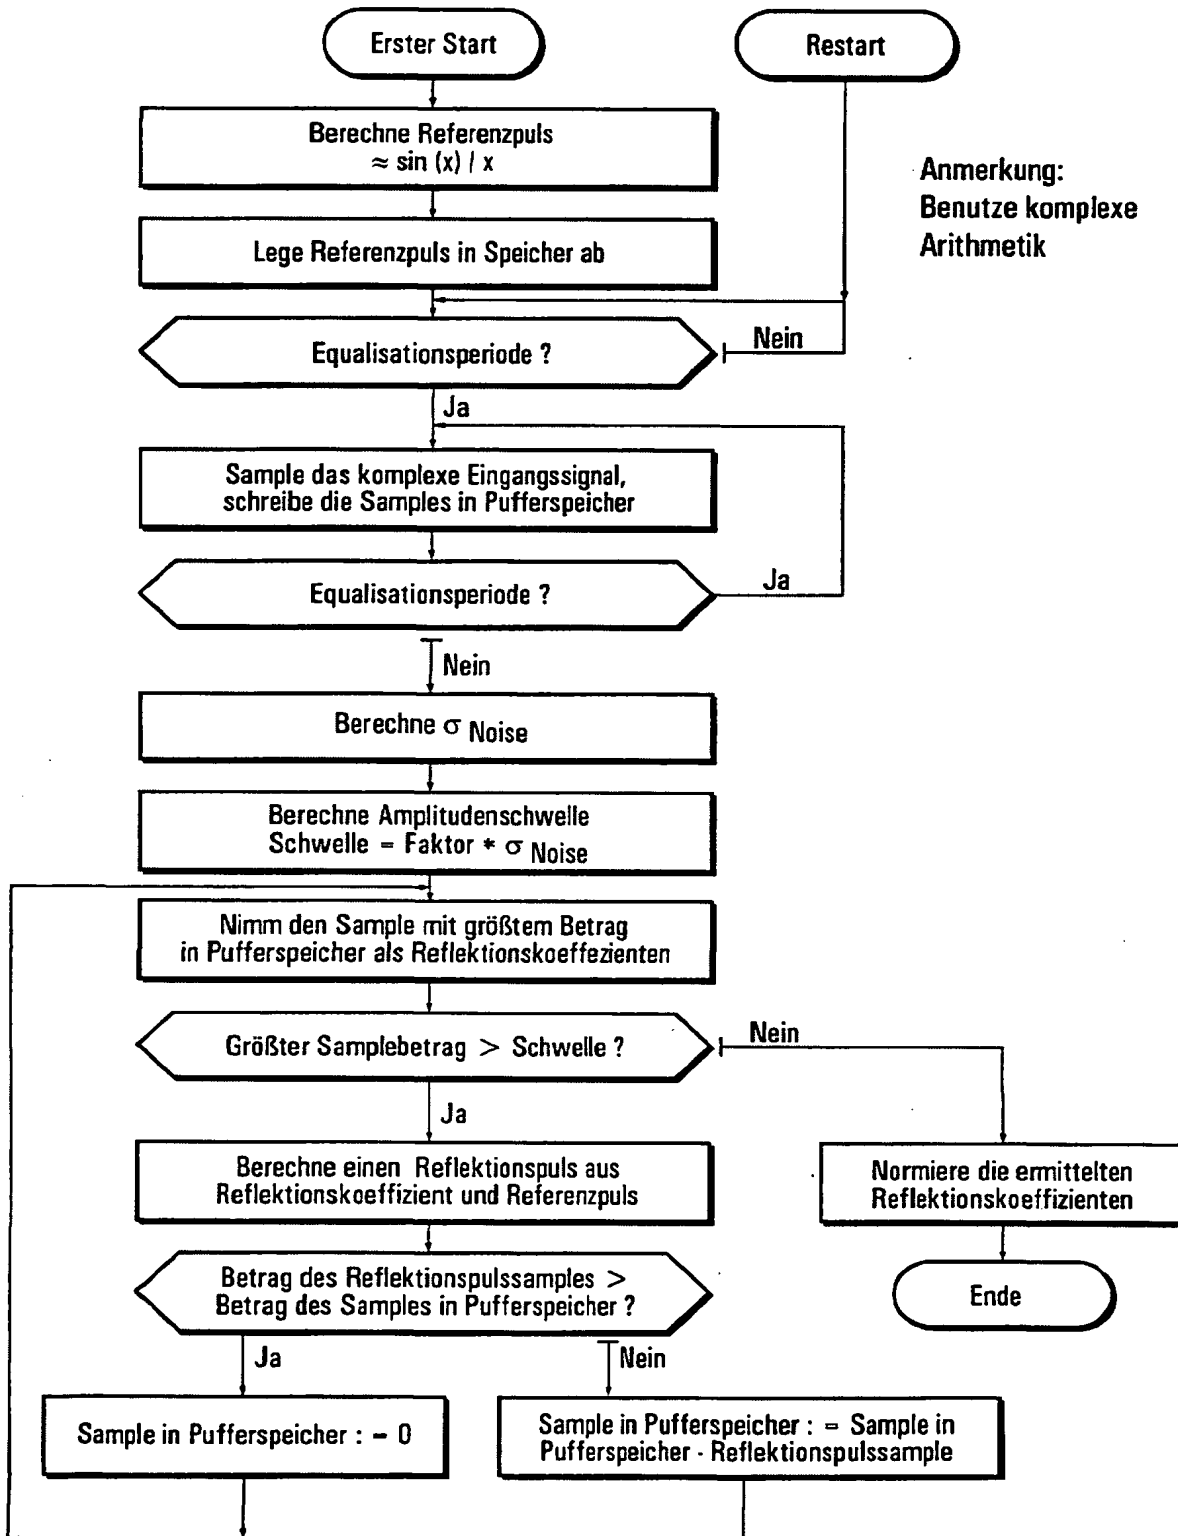 Erster Start
Restart
Berechne Referenzpuls
≈ sin (x) / x
Anmerkung:
Benutze komplexe
Arithmetik
Lege Referenzpuls in Speicher ab
Equalisationsperiode ?
Nein
Ja
Sample das komplexe Eingangssignal,
schreibe die Samples in Pufferspeicher
Equalisationsperiode ?
Ja
Nein
Berechne σ Noise
Berechne Amplitudenschwelle
Schwelle = Faktor * σ Noise
Nimm den Sample mit größtem Betrag
in Pufferspeicher als Reflektionskoeffezienten
Größter Samplebetrag > Schwelle ?
Nein
Ja
Berechne einen Reflektionspuls aus
Reflektionskoeffizient und Referenzpuls
Normiere die ermittelten
Reflektionskoeffizienten
Betrag des Reflektionspulssamples >
Betrag des Samples in Pufferspeicher ?
Ende
Ja
Nein
Sample in Pufferspeicher : = 0
Sample in Pufferspeicher : = Sample in
Pufferspeicher - Reflektionspulssample